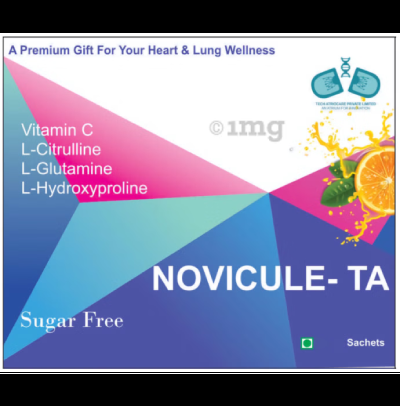 A Premium Gift For Your Heart & Lung Wellness
Vitamin C
L-Citrulline
L-Glutamine
L-Hydroxyproline
©1mg
NOVICULE- TA
Sugar Free
Sachets